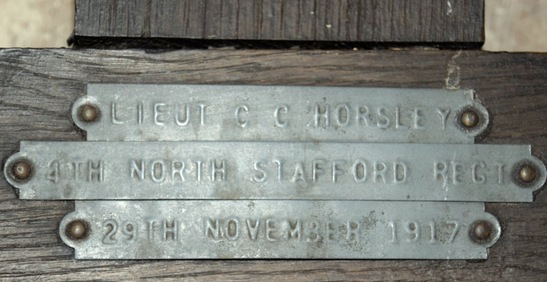 LIEUT C C HORSLEY
4TH NORTH STAFFORD REGT
29TH NOVEMBER 1917